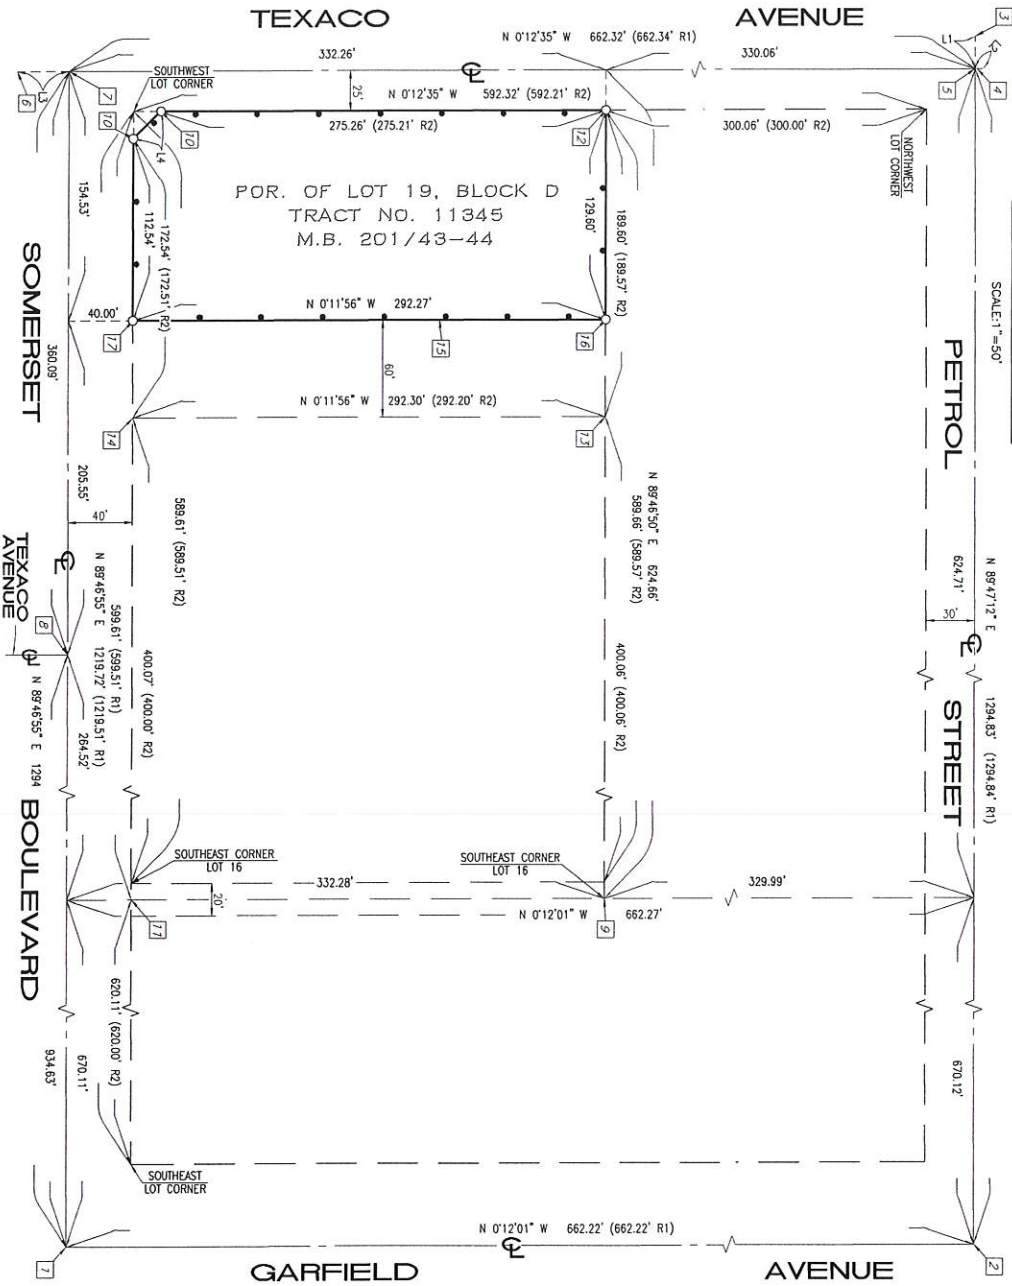 TEXACO
AVENUE
3
L1
L2
4
5
N 0°12'35" W 662.32' (662.34' R1)
332.26'
330.06'
SOUTHWEST
LOT CORNER
25'
N 0°12'35" W 592.32' (592.21' R2)
275.26' (275.21' R2)
300.06' (300.00' R2)
NORTHWEST
LOT CORNER
L3
6
7
10
10
L4
12
POR. OF LOT 19, BLOCK D
TRACT NO. 11345
M.B. 201/43-44
154.53'
112.54'
172.54' (172.51' R2)
129.60'
189.60' (189.57' R2)
SCALE:1"=50'
N 0°11'56" W 292.27'
40.00'
17
15
16
60'
360.09'
SOMERSET
PETROL
N 0°11'56" W 292.30' (292.20' R2)
14
13
205.55'
40'
589.61' (589.51' R2)
N 89°46'50" E 624.66'
589.66' (589.57' R2)
TEXACO
AVENUE
8
N 89°46'55" E 1219.72' (1219.51' R1)
599.61' (599.51' R1)
N 89°47'12" E 1294.83' (1294.84' R1)
624.71'
30'
N 89°46'55" E 1294
264.52'
400.07' (400.00' R2)
400.06' (400.06' R2)
STREET
BOULEVARD
SOUTHEAST CORNER
LOT 16
SOUTHEAST CORNER
LOT 16
332.28'
20'
329.99'
N 0°12'01" W 662.27'
11
9
620.11' (620.00' R2)
670.11'
934.63'
670.12'
SOUTHEAST
LOT CORNER
N 0°12'01" W 662.22' (662.22' R1)
1
2
GARFIELD
AVENUE